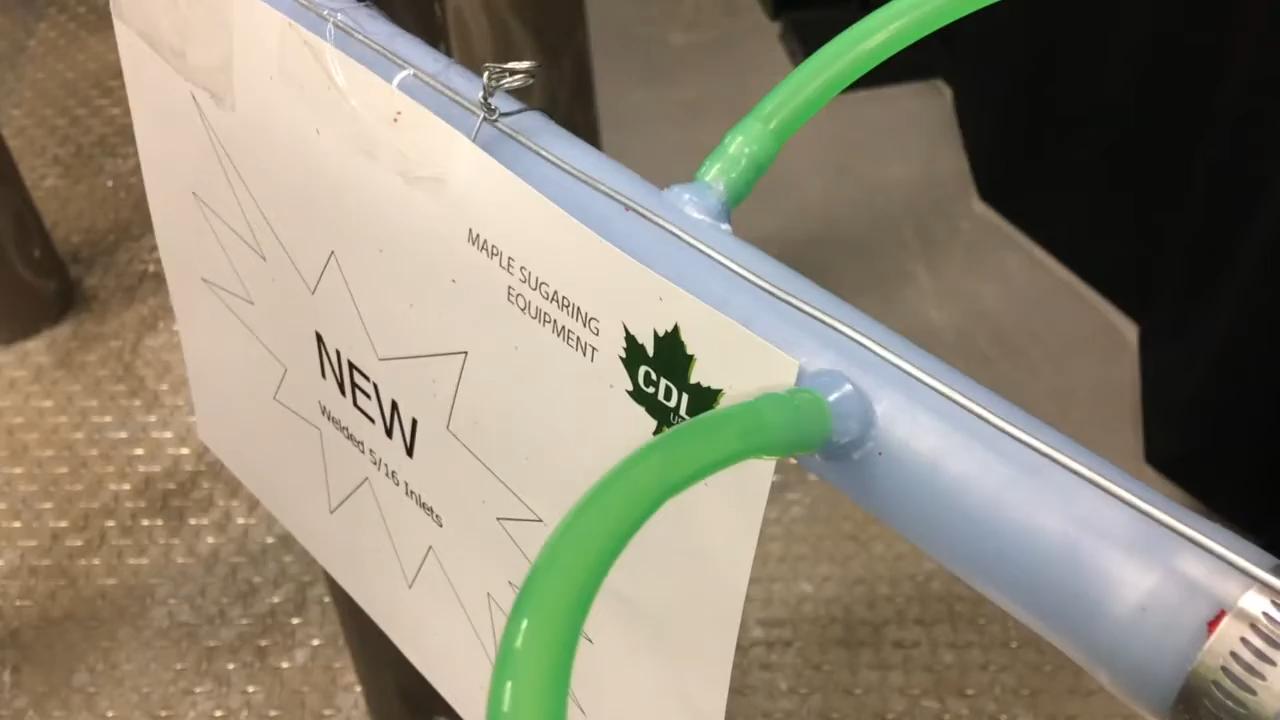 MAPLE SUGARING
EQUIPMENT
CDL
NEW
Welded 5/16 Inlets